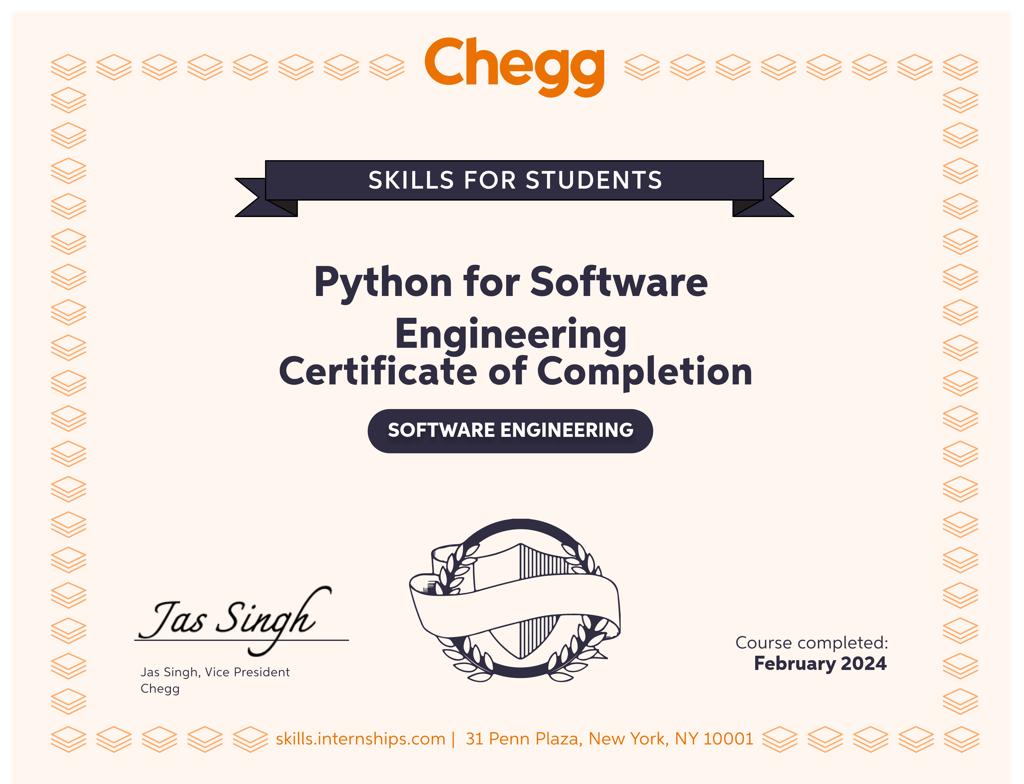 Chegg
SKILLS FOR STUDENTS
Python for Software
Engineering
Certificate of Completion
SOFTWARE ENGINEERING
Jas Singh
Jas Singh, Vice President
Chegg
Course completed:
February 2024
skills.internships.com | 31 Penn Plaza, New York, NY 10001